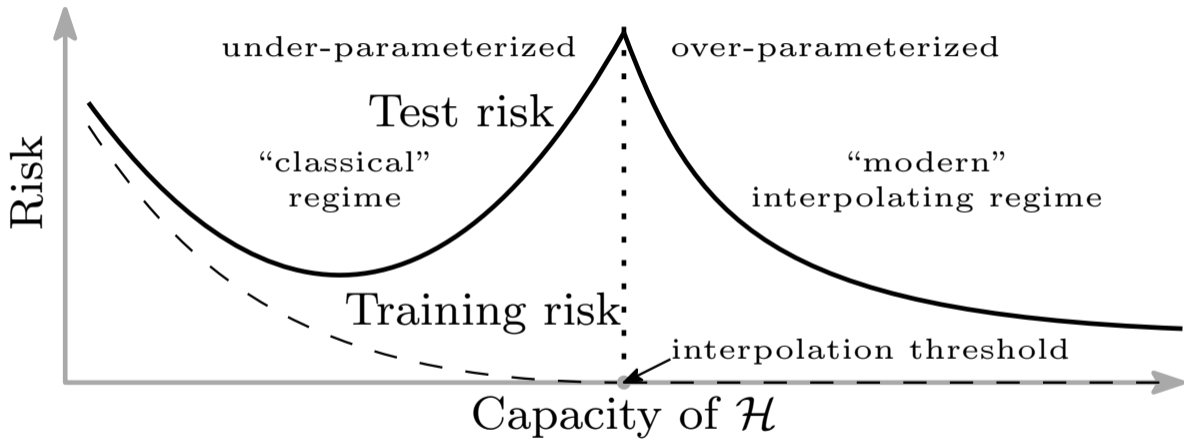 under-parameterized
over-parameterized
Test risk
“classical”
regime
“modern”
interpolating regime
Risk
Training risk
interpolation threshold
Capacity of ℋ